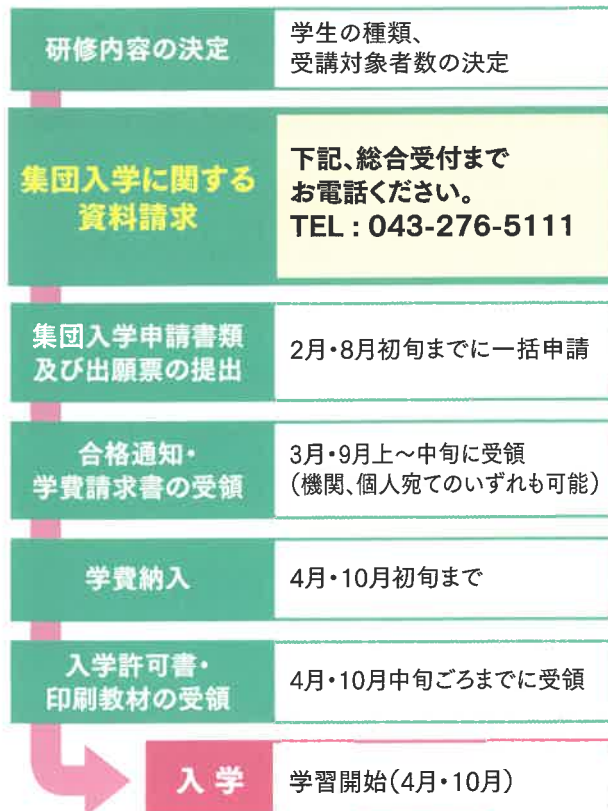 研修内容の決定
学生の種類、
受講対象者数の決定
集団入学に関する
資料請求
下記、総合受付まで
お電話ください。
TEL：043-276-5111
集団入学申請書類
及び出願票の提出
2月・8月初旬までに一括申請
合格通知・
学費請求書の受領
3月・9月上～中旬に受領
(機関、個人宛てのいずれも可能)
学費納入
4月・10月初旬まで
入学許可書・
印刷教材の受領
4月・10月中旬ごろまでに受領
入学
学習開始(4月・10月)